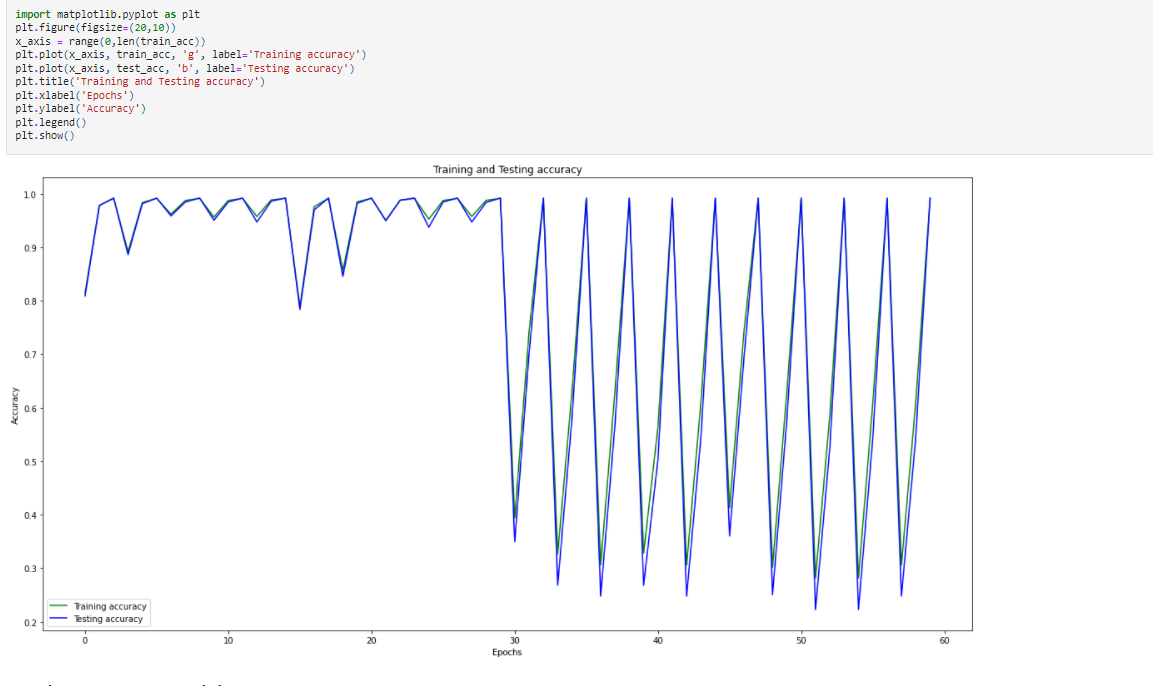 import matplotlib.pyplot as plt
plt.figure(figsize=(20,10))
x_axis = range(0,len(train_acc))
plt.plot(x_axis, train_acc, 'g', label='Training accuracy')
plt.plot(x_axis, test_acc, 'b', label='Testing accuracy')
plt.title('Training and Testing accuracy')
plt.xlabel('Epochs')
plt.ylabel('Accuracy')
plt.legend()
plt.show()
Training and Testing accuracy
1.0
0.9
0.8
0.7
0.6
0.5
0.4
0.3
0.2
Accuracy
Training accuracy
Testing accuracy
0 10 20 30 40 50 60
Epochs